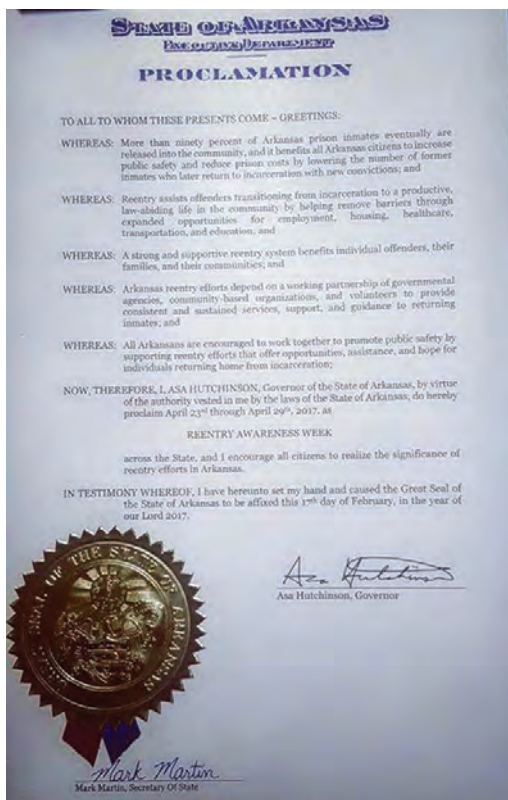 STATE OF ARKANSAS
EXECUTIVE DEPARTMENT
PROCLAMATION
TO ALL TO WHOM THESE PRESENTS COME – GREETINGS:
WHEREAS: More than ninety percent of Arkansas prison inmates eventually are
released into the community, and it benefits all Arkansas citizens to increase
public safety and reduce prison costs by lowering the number of former
inmates who later return to incarceration with new convictions; and
WHEREAS: Reentry assists offenders transitioning from incarceration to a productive,
law-abiding life in the community by helping remove barriers through
expanded opportunities for employment, housing, healthcare,
transportation, and education, and
WHEREAS: A strong and supportive reentry system benefits individual offenders, their
families, and their communities; and
WHEREAS: Arkansas reentry efforts depend on a working partnership of governmental
agencies, community-based organizations, and volunteers to provide
consistent and sustained services, support, and guidance to returning
inmates; and
WHEREAS: All Arkansans are encouraged to work together to promote public safety by
supporting reentry efforts that offer opportunities, assistance, and hope for
individuals returning home from incarceration;
NOW, THEREFORE, I, ASA HUTCHINSON, Governor of the State of Arkansas, by virtue
of the authority vested in me by the laws of the State of Arkansas, do hereby
proclaim April 23rd through April 29th, 2017, as
REENTRY AWARENESS WEEK
across the State, and I encourage all citizens to realize the significance of
reentry efforts in Arkansas.
IN TESTIMONY WHEREOF, I have hereunto set my hand and caused the Great Seal of
the State of Arkansas to be affixed this 17th day of February, in the year of
our Lord 2017.
Asa Hutchinson
Asa Hutchinson, Governor
SEAL OF THE STATE OF ARKANSAS
Mark Martin
Mark Martin, Secretary Of State